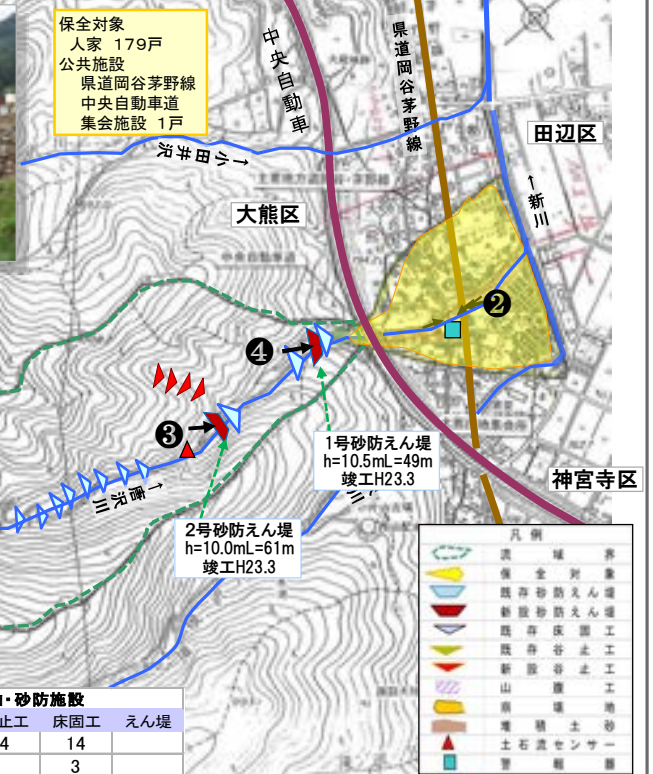 保全対象
人家 179戸
公共施設
県道岡谷茅野線
中央自動車道
集会施設 1戸
中央自動車
県道岡谷茅野線
←小田井沢
田辺区
大熊区
←新川
❷
❹
❸
1号砂防えん堤
h=10.5mL=49m
竣工H23.3
←唐沢川
神宮寺区
2号砂防えん堤
h=10.0mL=61m
竣工H23.3
川
凡例
流域界
保全対象
既存砂防えん堤
新設砂防えん堤
既存床固工
既存谷止工
新設谷止工
山腹工
崩壊地
堆積土砂
土石流センサー
警報器
・砂防施設
止工 床固工 えん堤
4 14
3